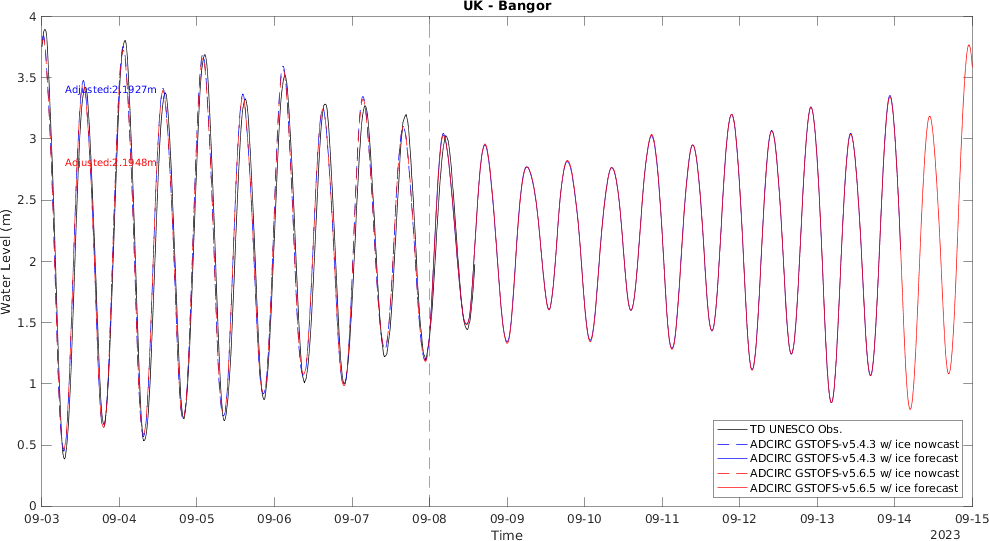 UK - Bangor
4
3.5
3
2.5
2
1.5
1
0.5
0
Water Level (m)
Adjusted:2.1927m
Adjusted:2.1948m
TD UNESCO Obs.
ADCIRC GSTOFS-v5.4.3 w/ ice nowcast
ADCIRC GSTOFS-v5.4.3 w/ ice forecast
ADCIRC GSTOFS-v5.6.5 w/ ice nowcast
ADCIRC GSTOFS-v5.6.5 w/ ice forecast
09-03 09-04 09-05 09-06 09-07 09-08 09-09 09-10 09-11 09-12 09-13 09-14 09-15
Time
2023